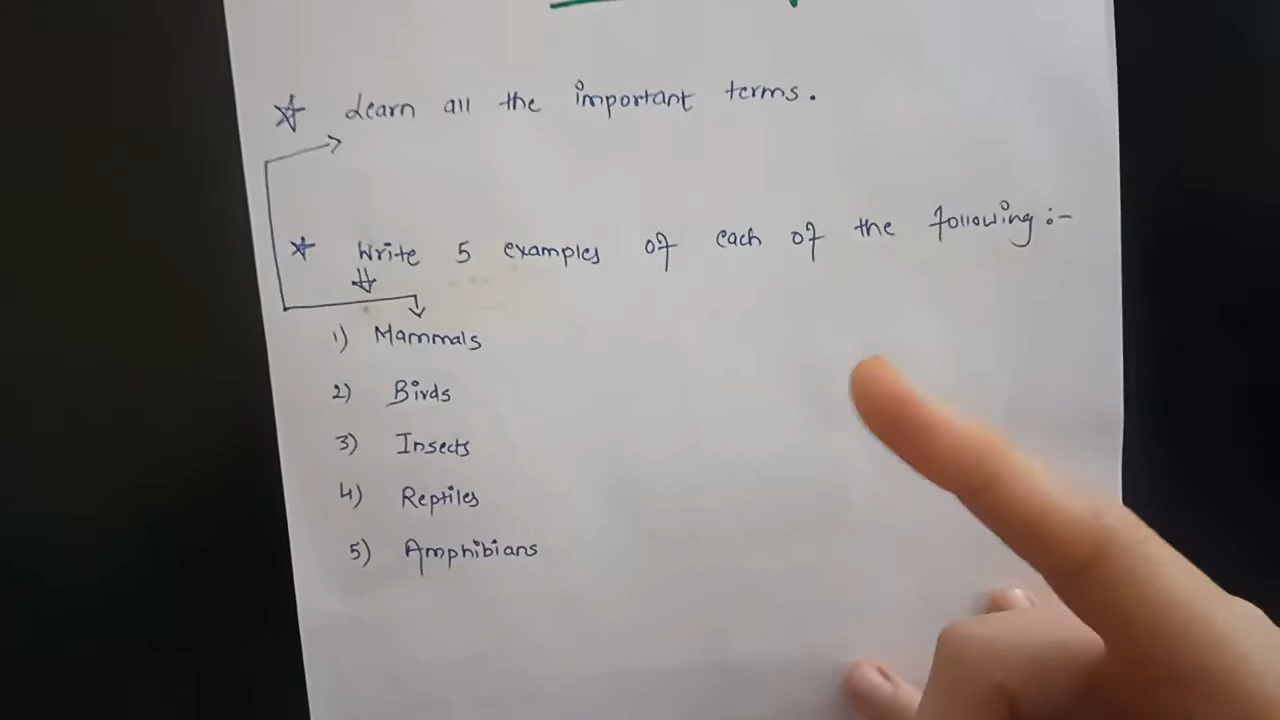 Learn all the important terms.
Write 5 examples of each of the following :-
1) Mammals
2) Birds
3) Insects
4) Reptiles
5) Amphibians